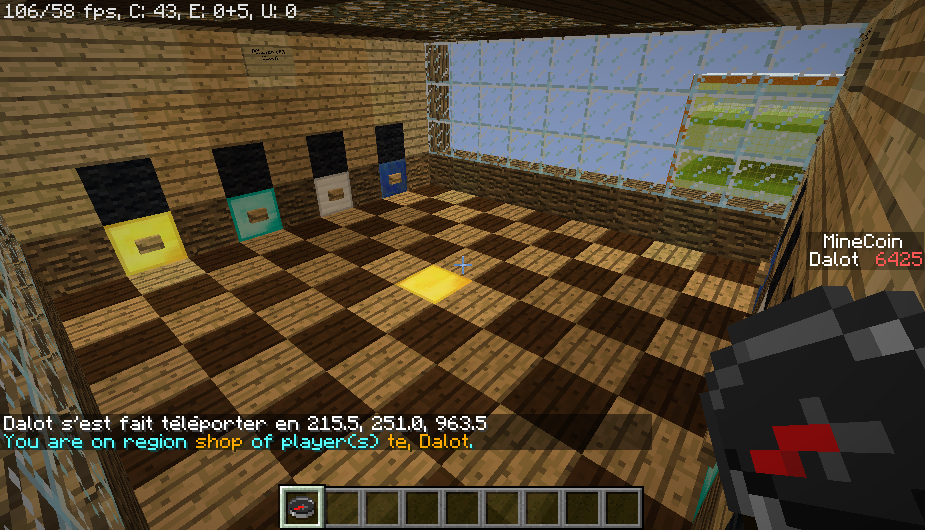 106/58 fps, C: 43, E: 0+5, U: 0
MineCoin
Dalot 6425
Dalot s'est fait téléporter en 215.5, 251.0, 963.5
You are on region shop of player(s) te, Dalot.